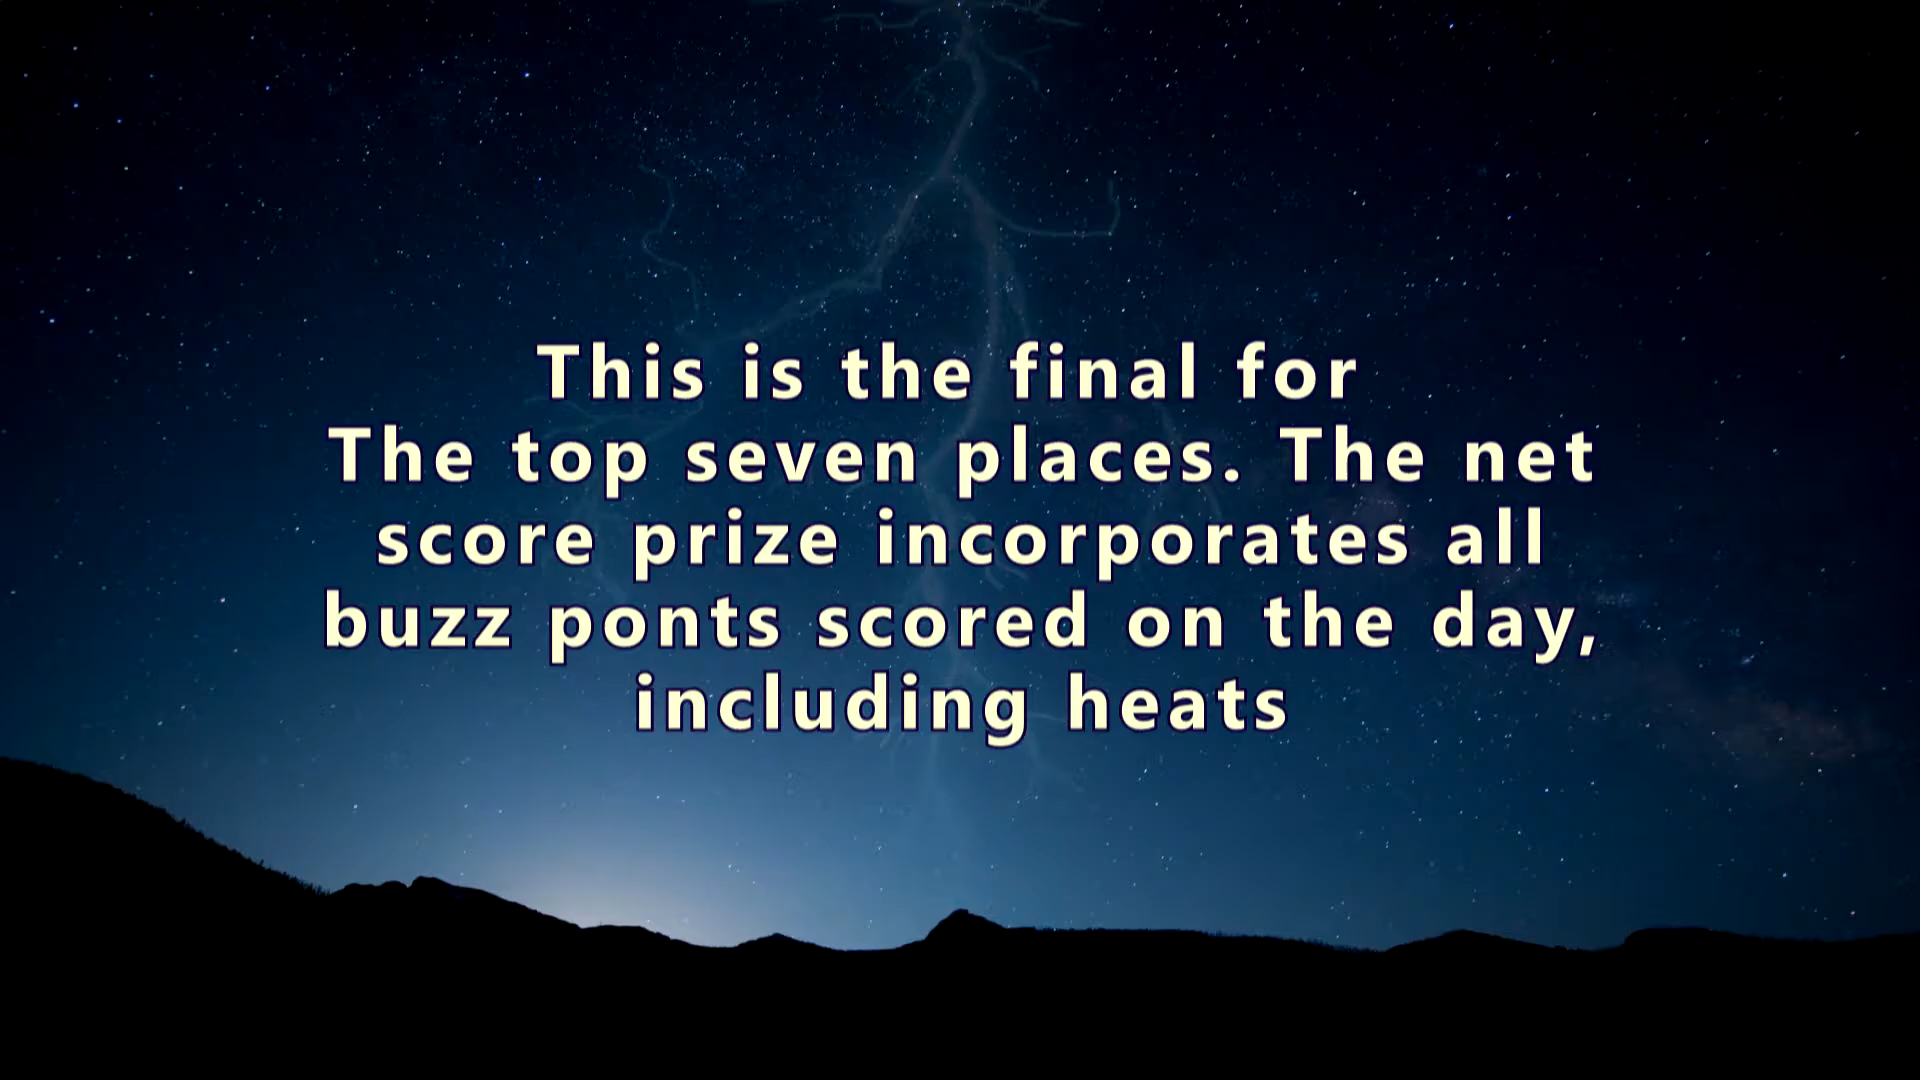 This is the final for
The top seven places. The net
score prize incorporates all
buzz ponts scored on the day,
including heats